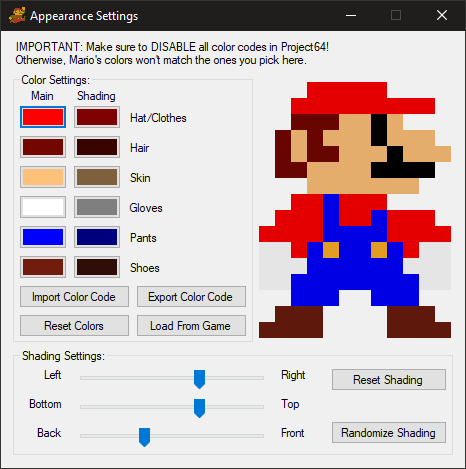 Appearance Settings
IMPORTANT: Make sure to DISABLE all color codes in Project64!
Otherwise, Mario's colors won't match the ones you pick here.
Color Settings:
Main Shading
Hat/Clothes
Hair
Skin
Gloves
Pants
Shoes
Import Color Code Export Color Code
Reset Colors Load From Game
Shading Settings:
Left Right Reset Shading
Bottom Top
Back Front Randomize Shading